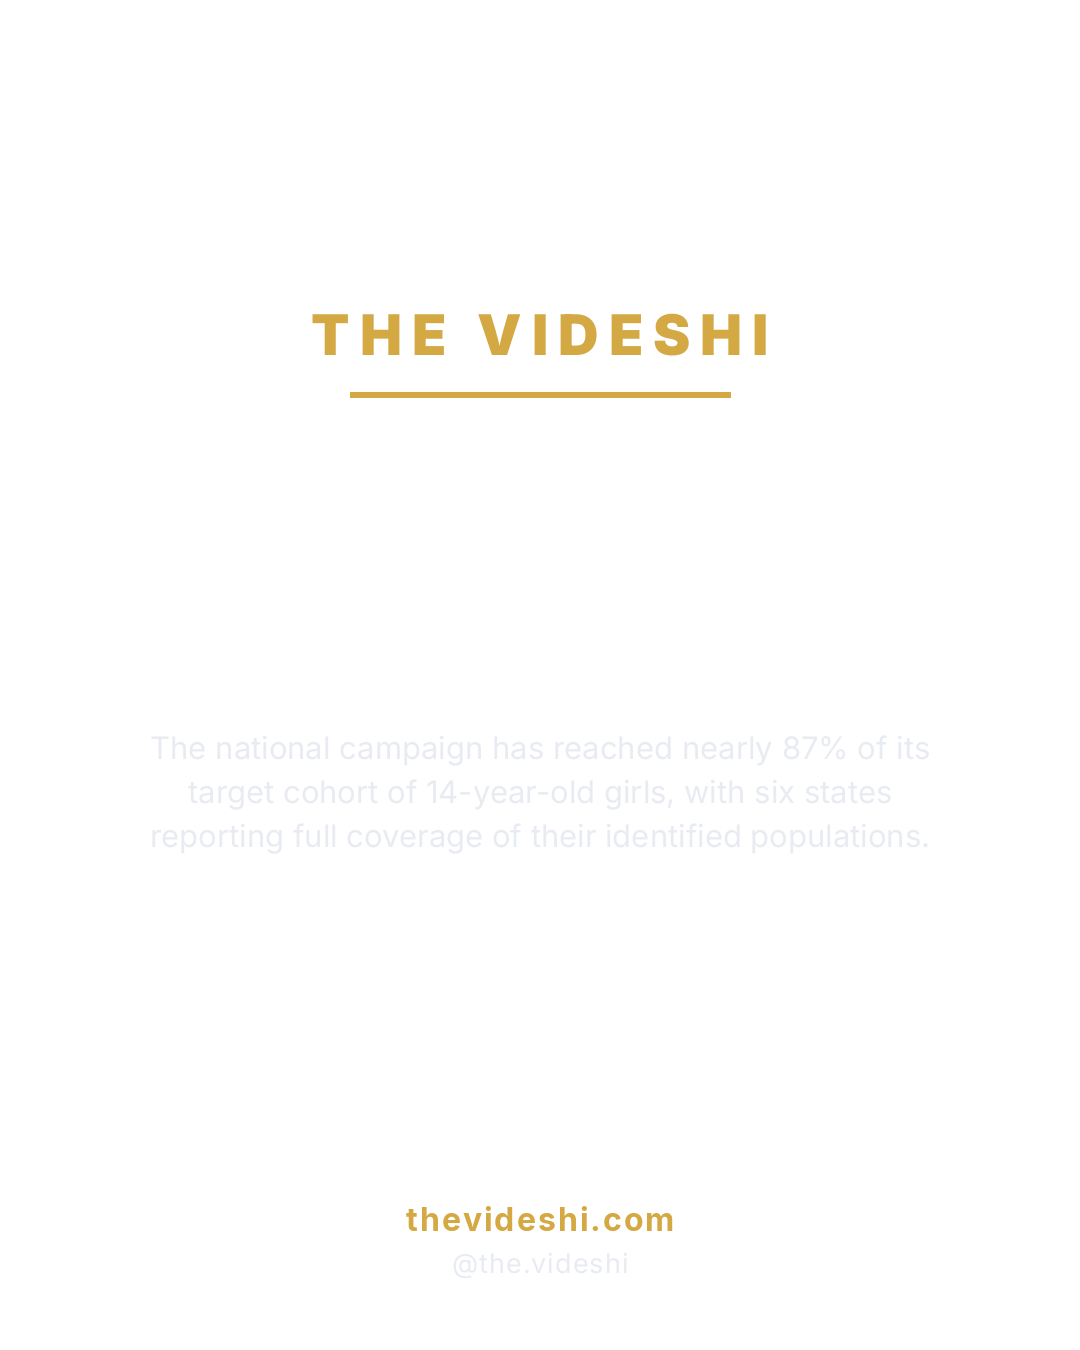 THE VIDESHI
The national campaign has reached nearly 87% of its
target cohort of 14-year-old girls, with six states
reporting full coverage of their identified populations.
thevideshi.com
@the.videshi